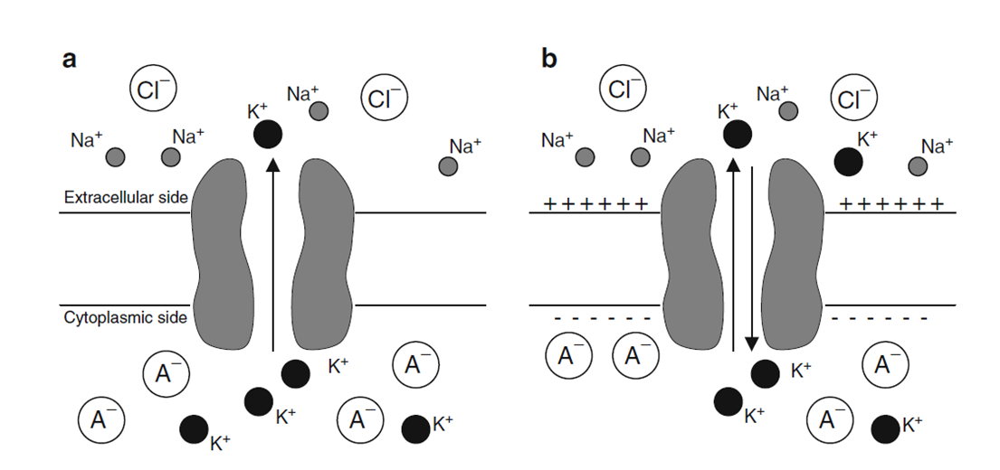 a
Cl⁻
Na⁺
Cl⁻
K⁺
Na⁺
Na⁺
Na⁺
Extracellular side
Cytoplasmic side
A⁻
K⁺
A⁻
A⁻
K⁺
A⁻
K⁺
K⁺
b
Cl⁻
Na⁺
Cl⁻
K⁺
Na⁺
Na⁺
K⁺
Na⁺
+ + + + + +
+ + + + + +
- - - - - -
- - - - - -
A⁻
A⁻
K⁺
A⁻
K⁺
A⁻
K⁺